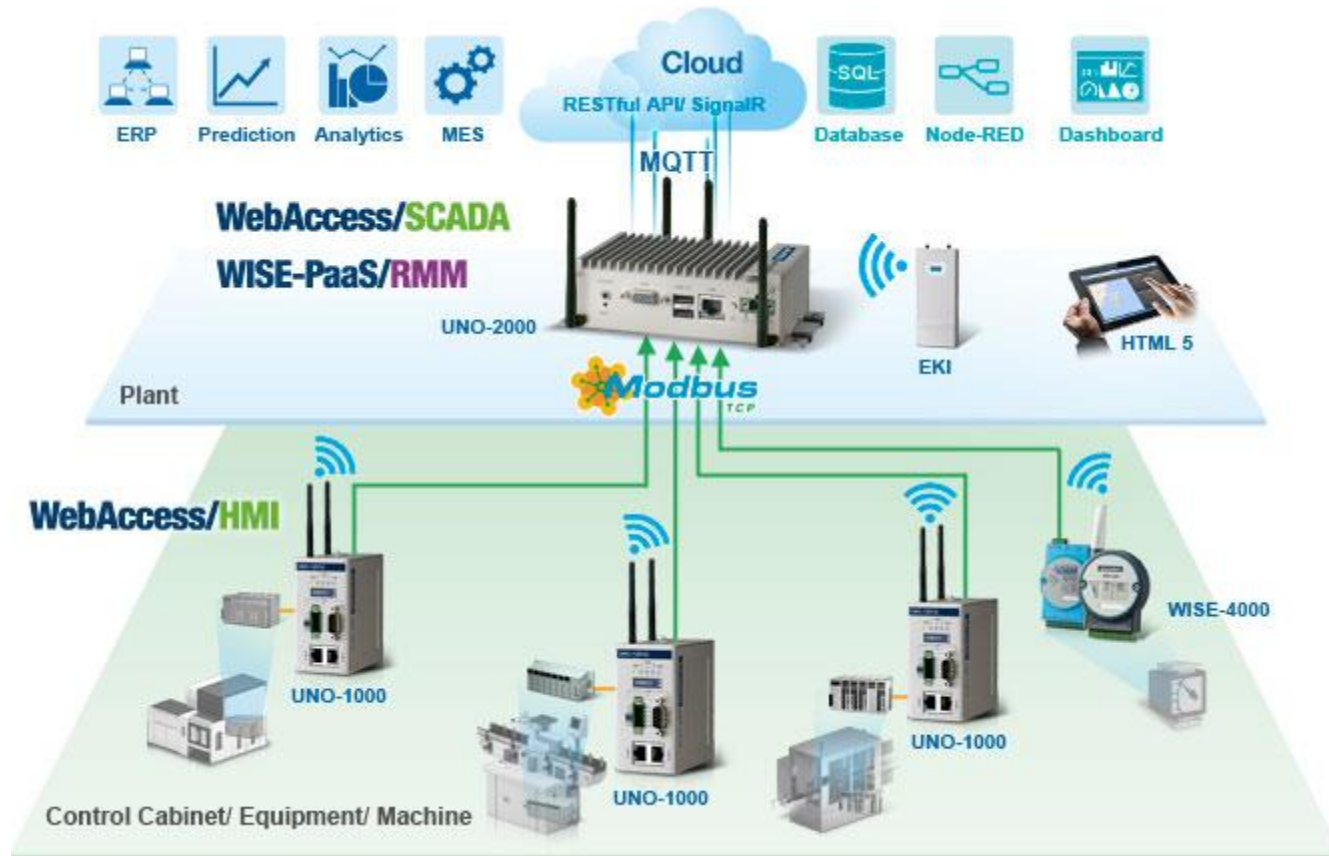 Cloud
RESTful API/ SignalR
ERP
Prediction
Analytics
MES
Database
Node-RED
Dashboard
SQL
MQTT
WebAccess/SCADA
WISE-PaaS/RMM
UNO-2000
EKI
HTML 5
Plant
Modbus
TCP
WebAccess/HMI
UNO-1000
UNO-1000
UNO-1000
WISE-4000
Control Cabinet/ Equipment/ Machine